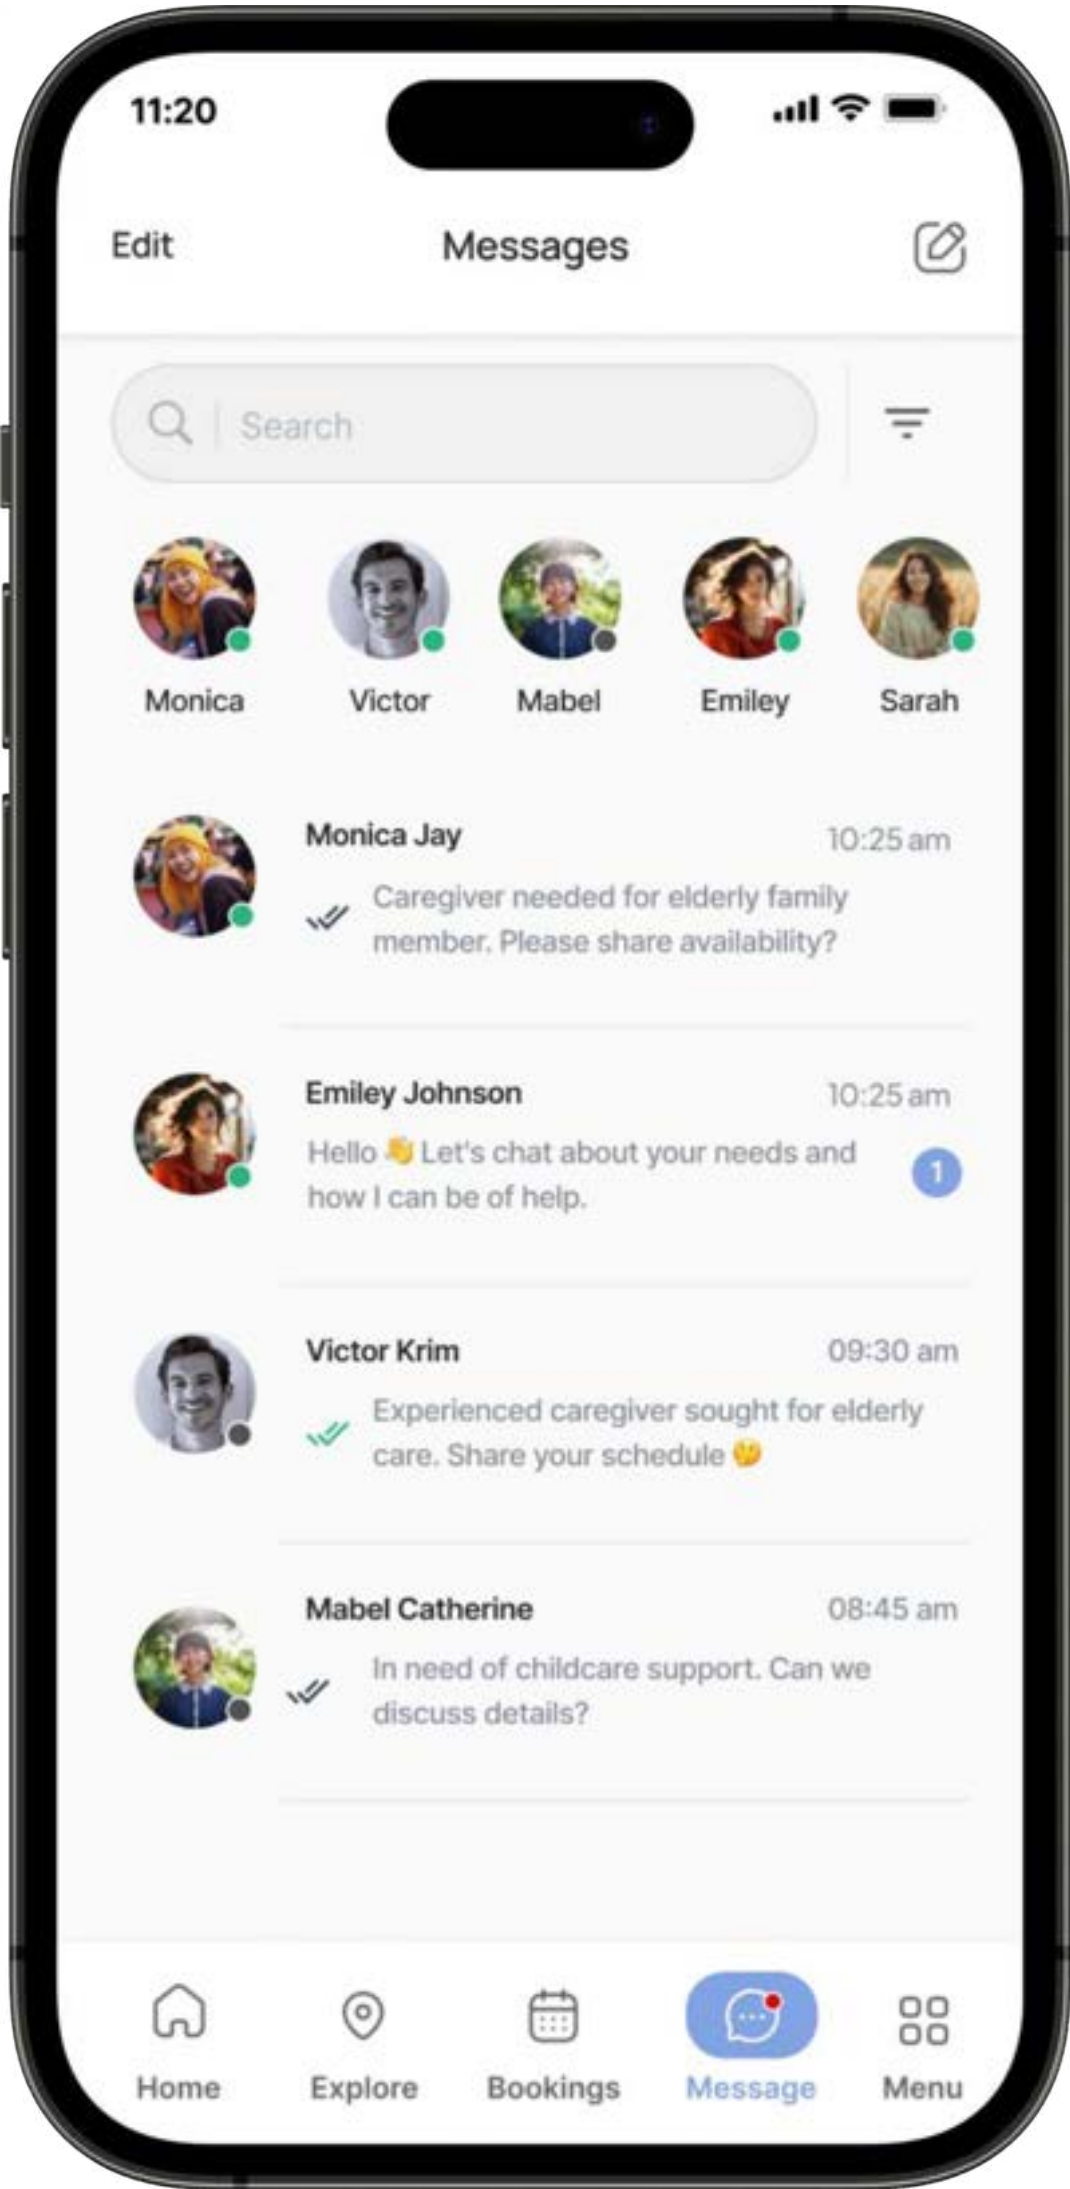 11:20
Edit
Messages
Search
Monica
Victor
Mabel
Emiley
Sarah
Monica Jay
10:25 am
Caregiver needed for elderly family
member. Please share availability?
Emiley Johnson
10:25 am
Hello 👋 Let's chat about your needs and
how I can be of help.
1
Victor Krim
09:30 am
Experienced caregiver sought for elderly
care. Share your schedule 🤔
Mabel Catherine
08:45 am
In need of childcare support. Can we
discuss details?
Home
Explore
Bookings
Message
Menu